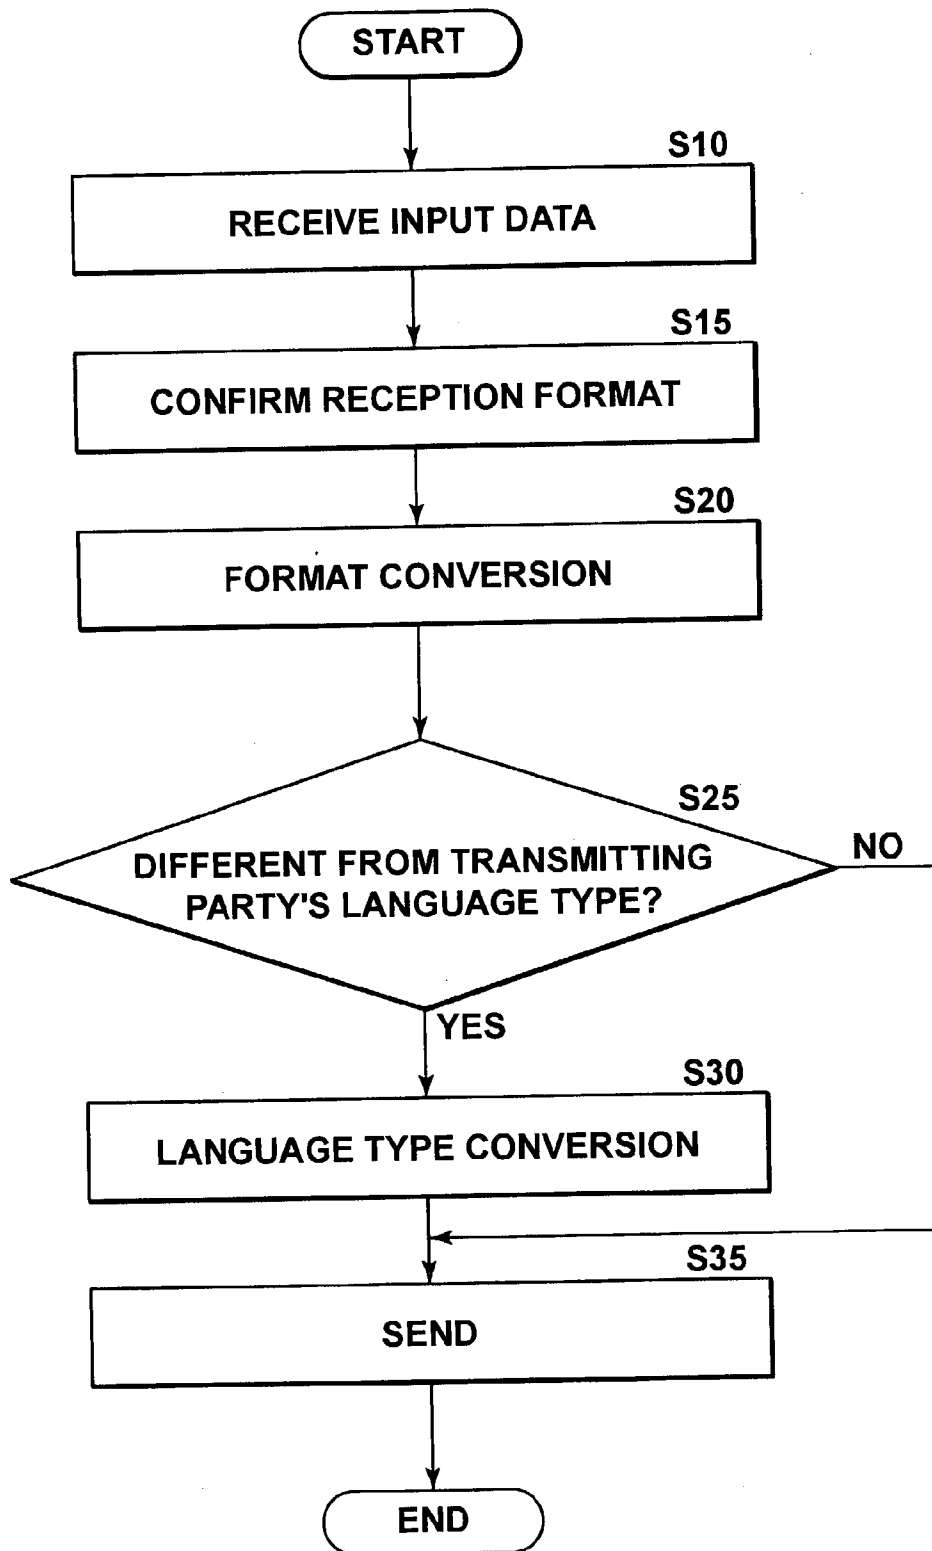 START
S10
RECEIVE INPUT DATA
S15
CONFIRM RECEPTION FORMAT
S20
FORMAT CONVERSION
S25
DIFFERENT FROM TRANSMITTING
PARTY'S LANGUAGE TYPE?
NO
YES
S30
LANGUAGE TYPE CONVERSION
S35
SEND
END